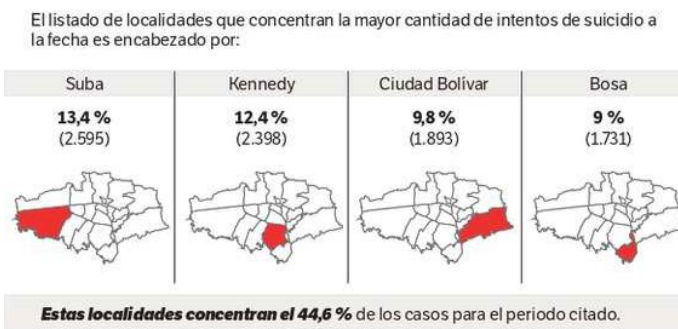 El listado de localidades que concentran la mayor cantidad de intentos de suicidio a
la fecha es encabezado por:
Suba
13,4 %
(2.595)
Kennedy
12,4 %
(2.398)
Ciudad Bolívar
9,8 %
(1.893)
Bosa
9 %
(1.731)
Estas localidades concentran el 44,6 % de los casos para el periodo citado.